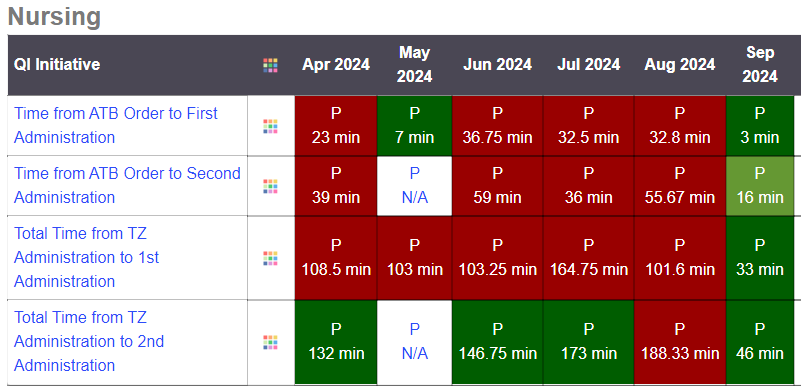 Nursing
QI Initiative Apr 2024 May 2024 Jun 2024 Jul 2024 Aug 2024 Sep 2024
Time from ATB Order to First Administration P 23 min P 7 min P 36.75 min P 32.5 min P 32.8 min P 3 min
Time from ATB Order to Second Administration P 39 min P N/A P 59 min P 36 min P 55.67 min P 16 min
Total Time from TZ Administration to 1st Administration P 108.5 min P 103 min P 103.25 min P 164.75 min P 101.6 min P 33 min
Total Time from TZ Administration to 2nd Administration P 132 min P N/A P 146.75 min P 173 min P 188.33 min P 46 min